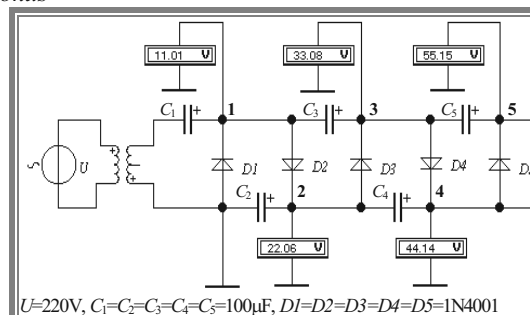 11.01 V 33.08 V 55.15 V
C1 + 1 C3 + 3 C5 + 5
U D1 D2 D3 D4
C2 + 2 C4 + 4
22.06 V 44.14 V
U=220V, C1=C2=C3=C4=C5=100µF, D1=D2=D3=D4=D5=1N4001